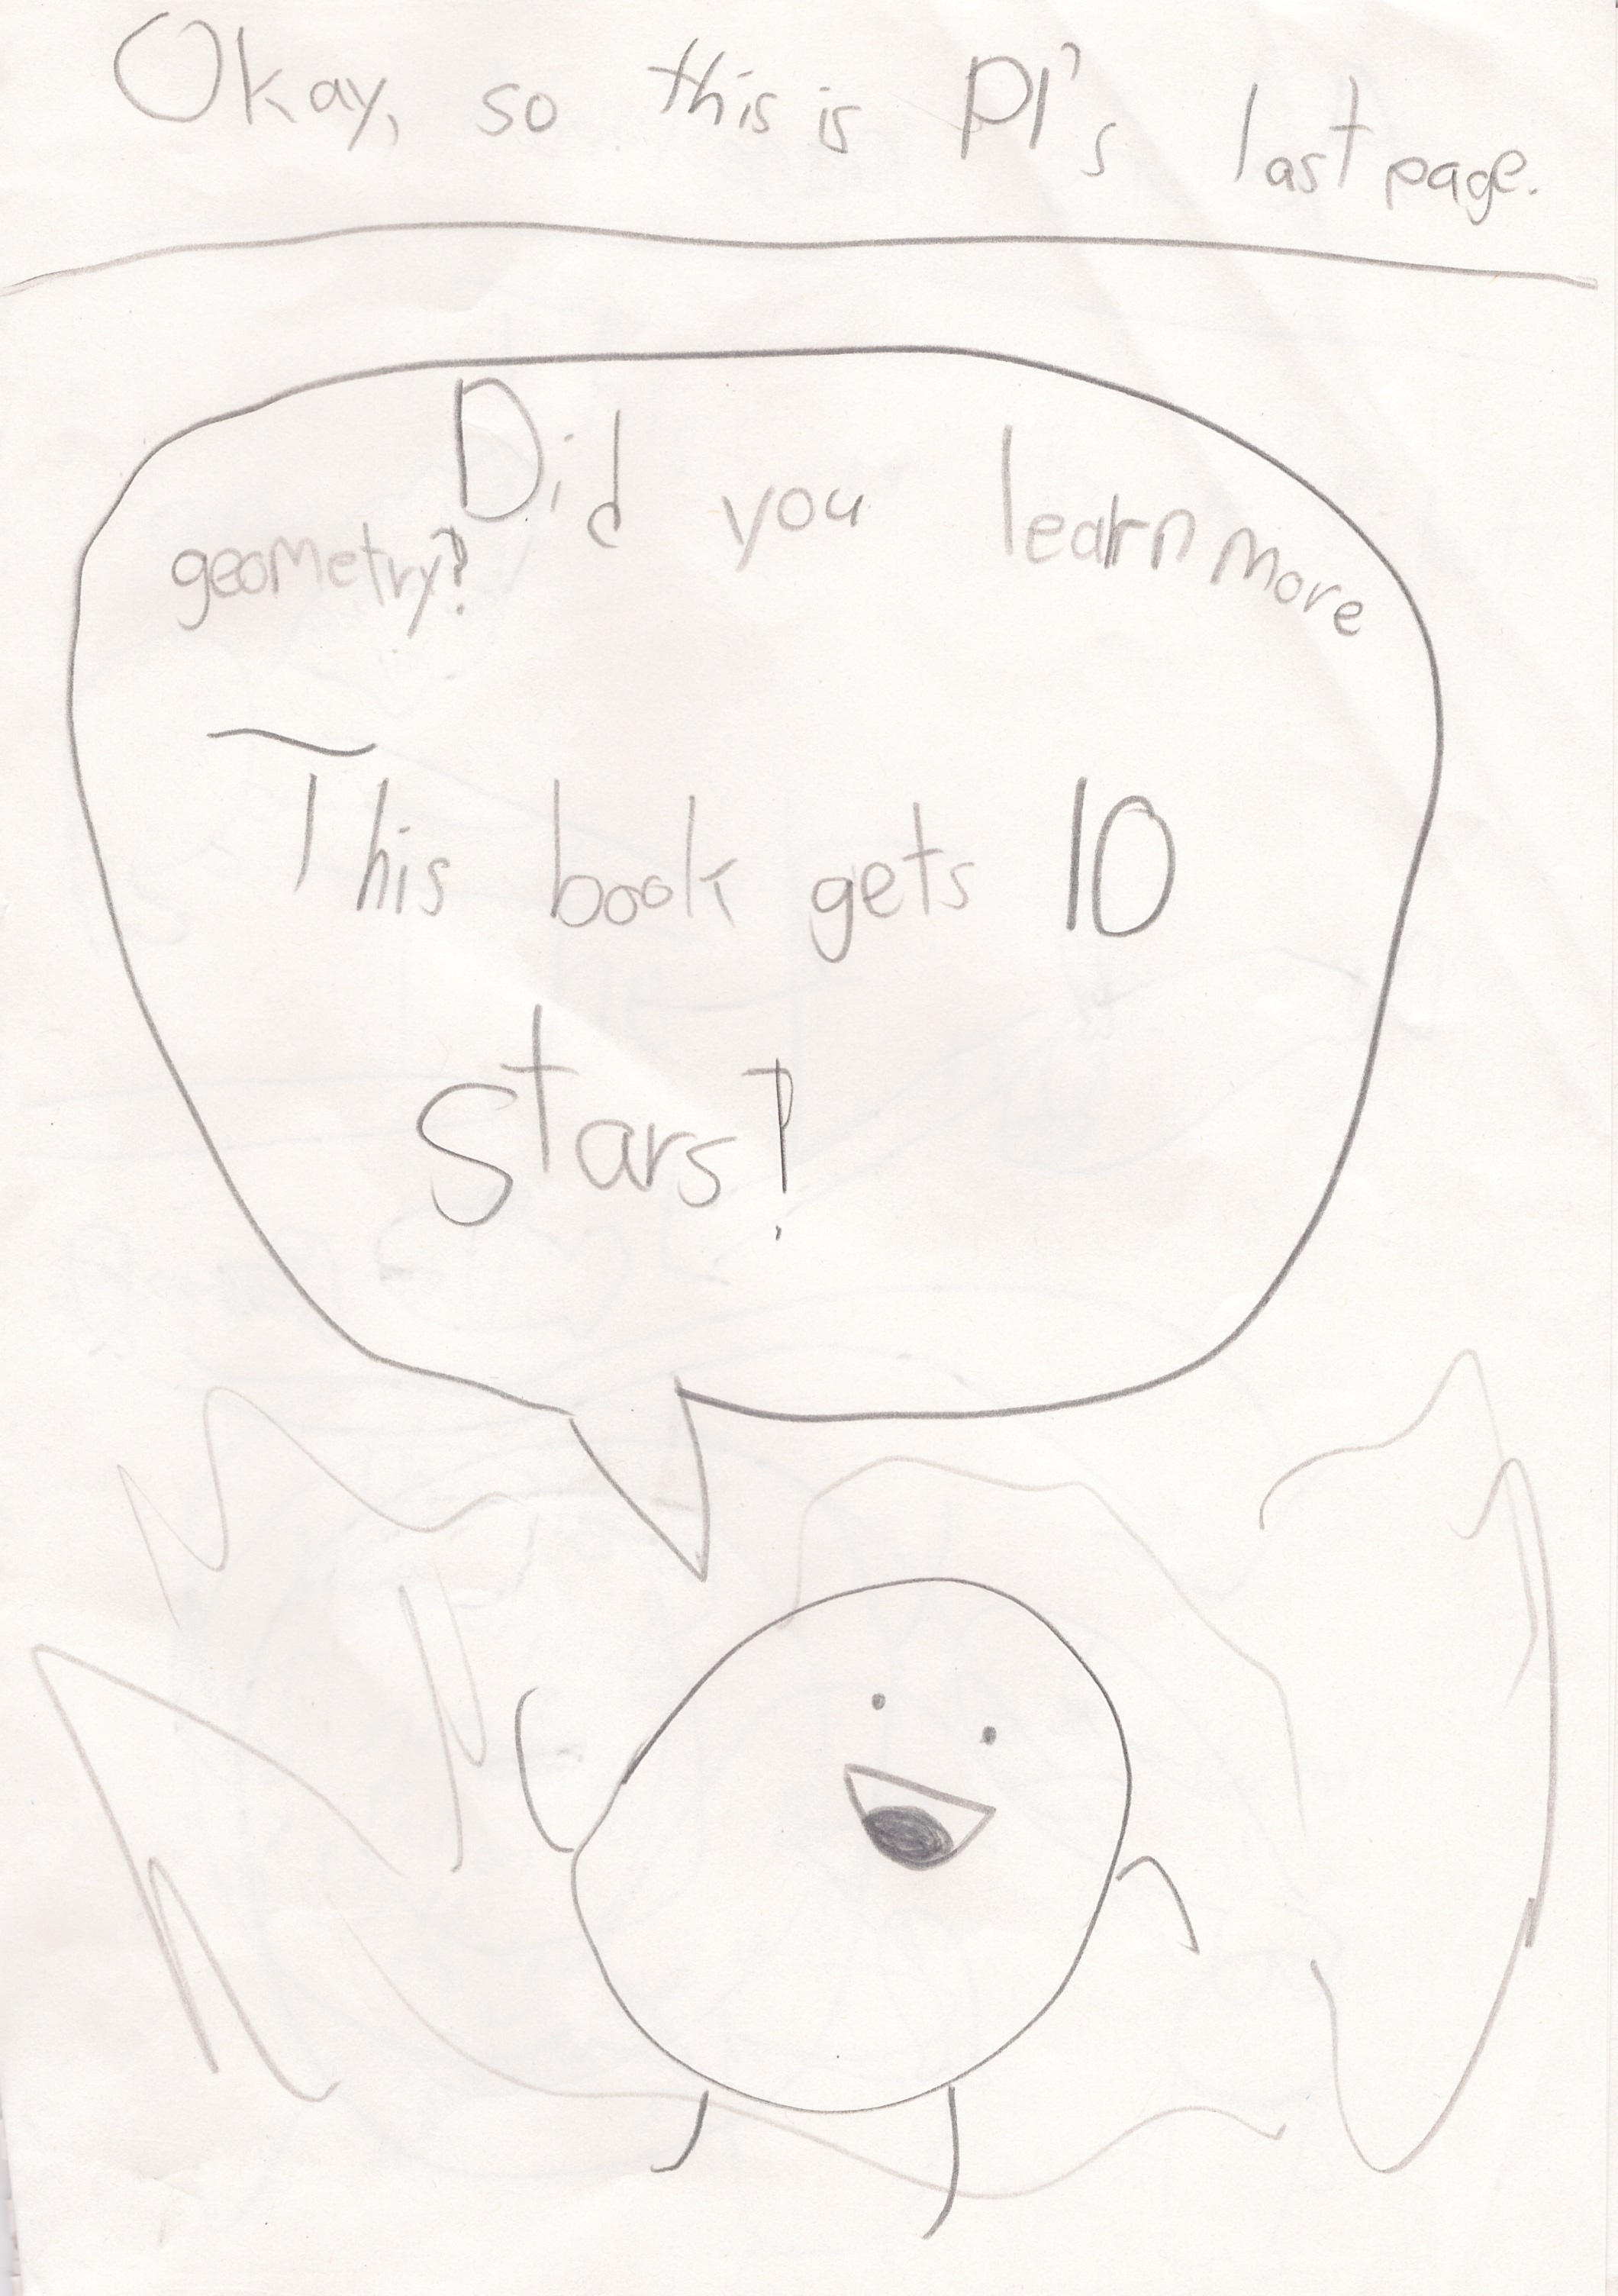 Okay, so this is PI's last page.
Did you learn more
geometry?
This book gets 10
stars?